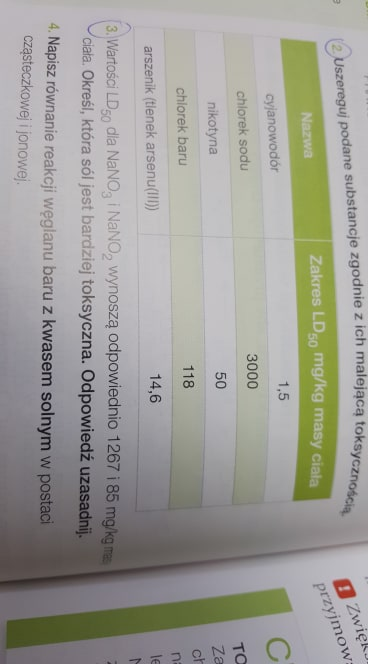 2. Uszereguj podane substancje zgodnie z ich malejącą toksycznością.
Nazwa Zakres LD50 mg/kg masy ciała
cyjanowodór 1,5
chlorek sodu 3000
nikotyna 50
chlorek baru 118
arszenik (tlenek arsenu(III)) 14,6
3. Wartości LD50 dla NaNO3 i NaNO2 wynoszą odpowiednio 1267 i 85 mg/kg
ciała. Określ, która sól jest bardziej toksyczna. Odpowiedź uzasadnij.
4. Napisz równanie reakcji węglanu baru z kwasem solnym w postaci
cząsteczkowej i jonowej.
!
przyjmow
C
TO
Za
ch